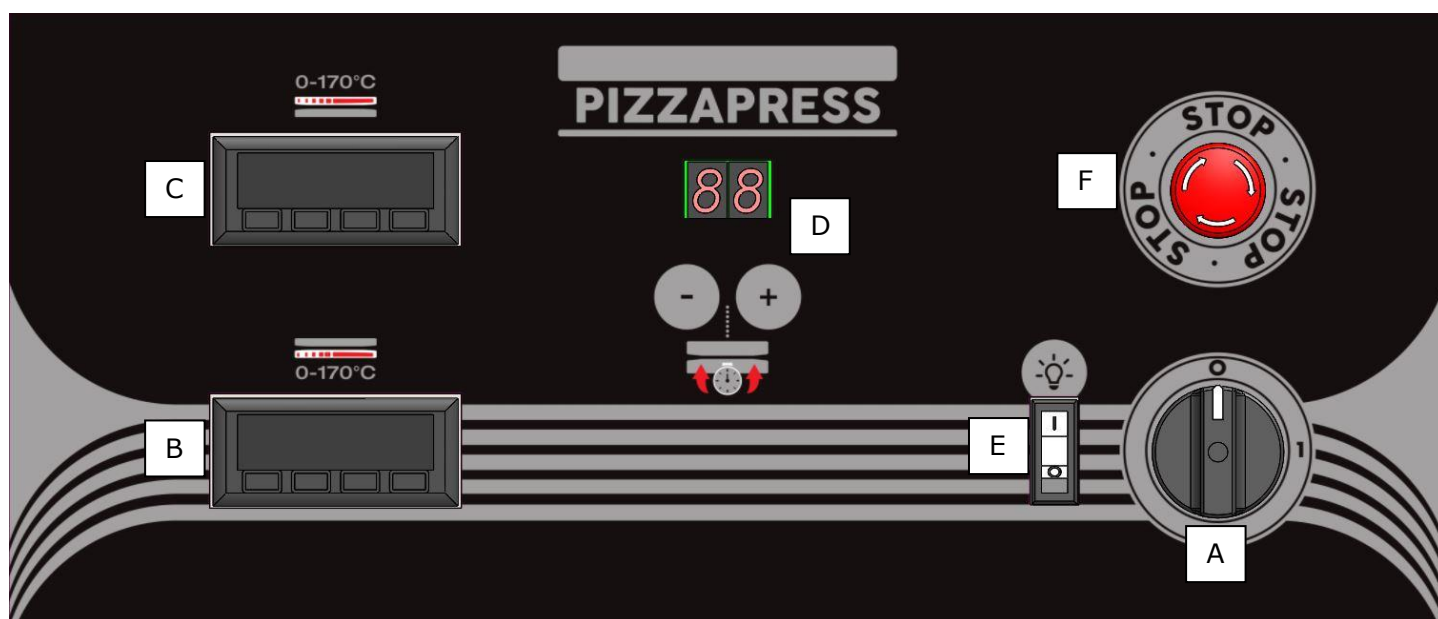 0-170°C
PIZZAPRESS
C
88
D
- +
0-170°C
B
STOP
STOP
STOP
F
E
I
O
O
1
A